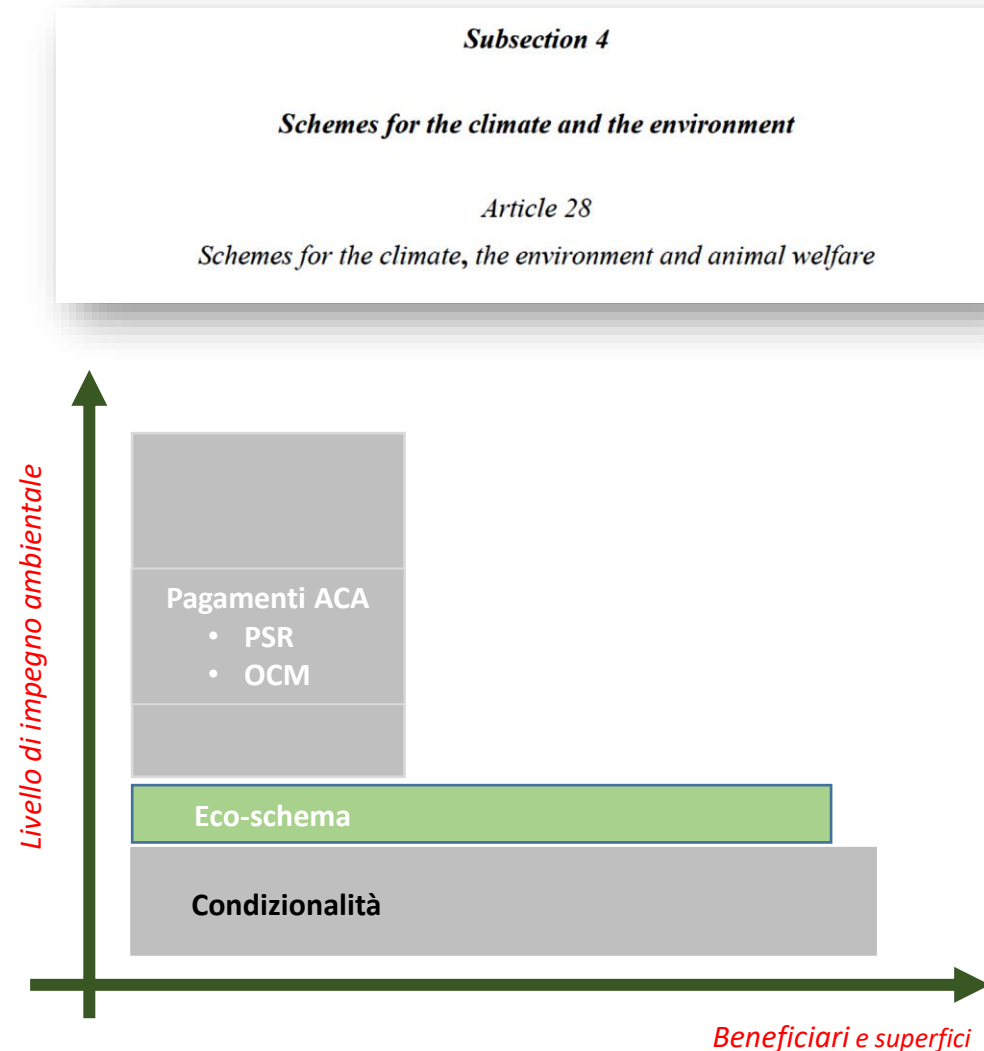 Subsection 4
Schemes for the climate and the environment
Article 28
Schemes for the climate, the environment and animal welfare
Livello di impegno ambientale
Pagamenti ACA
• PSR
• OCM
Eco-schema
Condizionalità
Beneficiari e superfici